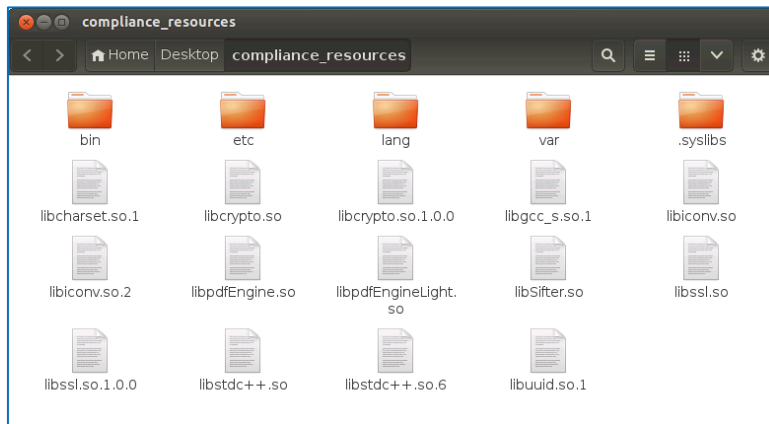 compliance_resources
Home Desktop compliance_resources
bin etc lang var .syslibs
libcharset.so.1 libcrypto.so libcrypto.so.1.0.0 libgcc_s.so.1 libiconv.so
libiconv.so.2 libpdfEngine.so libpdfEngineLight. libSifter.so libssl.so
so
libssl.so.1.0.0 libstdc++.so libstdc++.so.6 libuuid.so.1